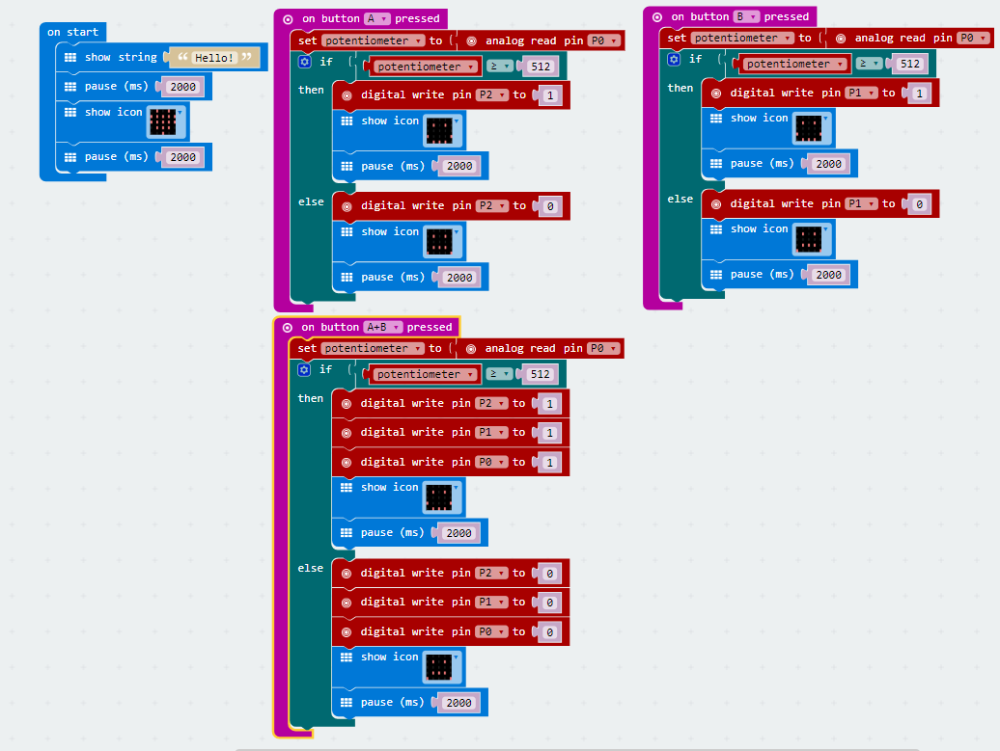 on start
show string “ Hello! ”
pause (ms) 2000
show icon
pause (ms) 2000
on button A pressed
set potentiometer to ( analog read pin P0
if ( potentiometer ≥ 512
then
digital write pin P2 to 1
show icon
pause (ms) 2000
else
digital write pin P2 to 0
show icon
pause (ms) 2000
on button B pressed
set potentiometer to ( analog read pin P0
if ( potentiometer ≥ 512
then
digital write pin P1 to 1
show icon
pause (ms) 2000
else
digital write pin P1 to 0
show icon
pause (ms) 2000
on button A+B pressed
set potentiometer to ( analog read pin P0
if ( potentiometer ≥ 512
then
digital write pin P2 to 1
digital write pin P1 to 1
digital write pin P0 to 1
show icon
pause (ms) 2000
else
digital write pin P2 to 0
digital write pin P1 to 0
digital write pin P0 to 0
show icon
pause (ms) 2000